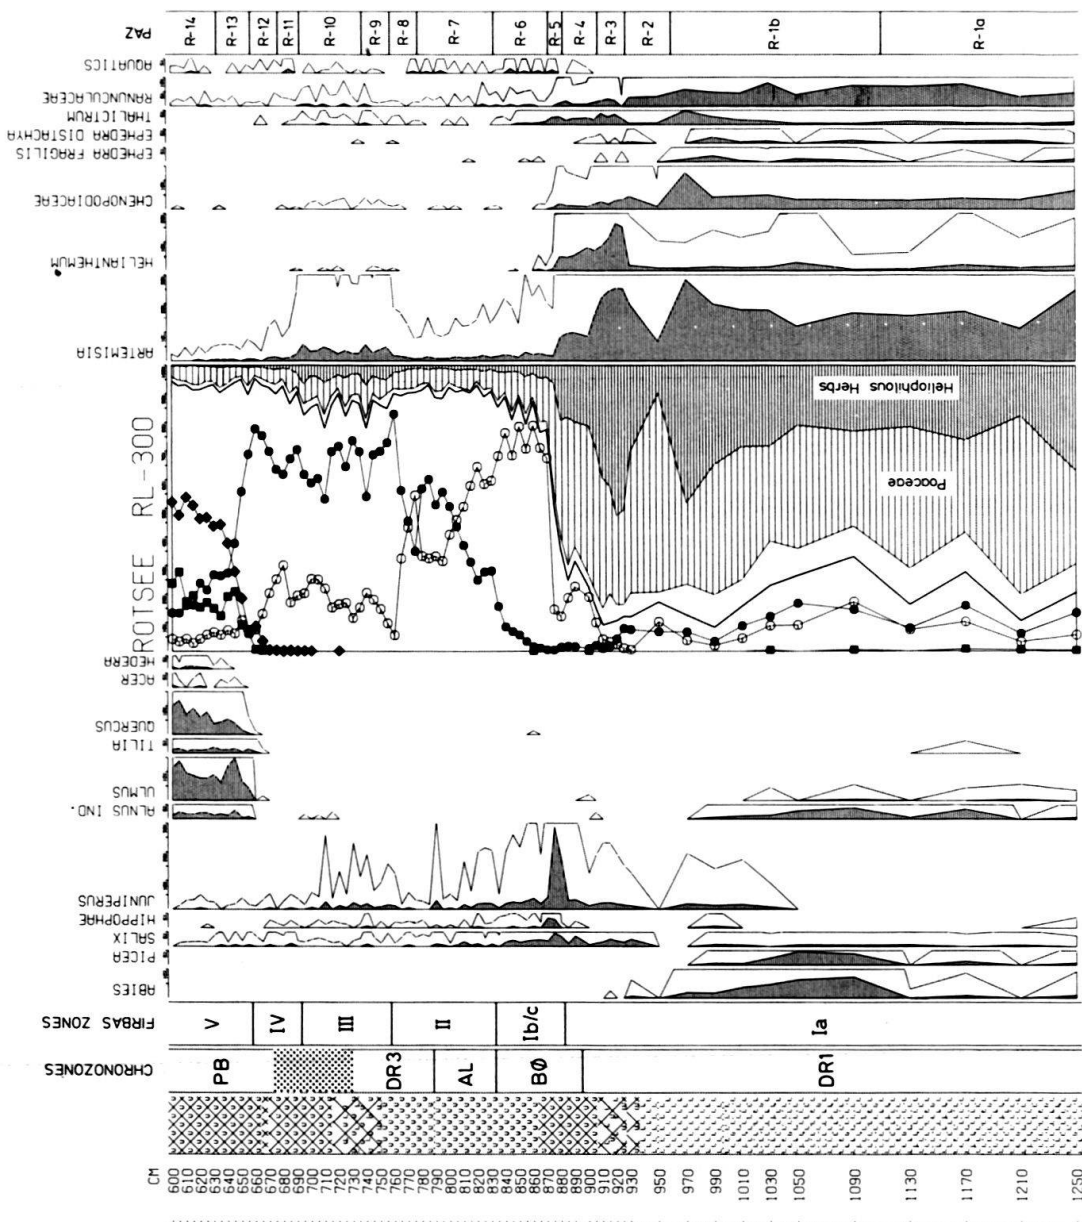 ROTSEE RL-300
CM
CHRONOZONES
FIRBAS ZONES
ABIES
PICEA
SALIX
HIPPOPHAE
JUNIPERUS
ALNUS IND.
ULMUS
TILIA
QUERCUS
ACER
HEDERA
ARTEMISIA
HELIANTHEMUM
CHENOPODIACEAE
EPHEDRA FRAGILIS
EPHEDRA DISTACHYA
THALICTRUM
RANUNCULACEAE
AQUATICS
PAZ
600
610
620
630
640
650
660
670
680
690
700
710
720
730
740
750
760
770
780
790
800
810
820
830
840
850
860
870
880
890
900
910
920
930
950
970
990
1010
1030
1050
1090
1130
1170
1210
1250
PB
DR3
AL
BØ
DR1
V
IV
III
II
Ib/c
Ia
Poaceae
Heliophilous Herbs
R-14
R-13
R-12
R-11
R-10
R-9
R-8
R-7
R-6
R-5
R-4
R-3
R-2
R-1b
R-1a